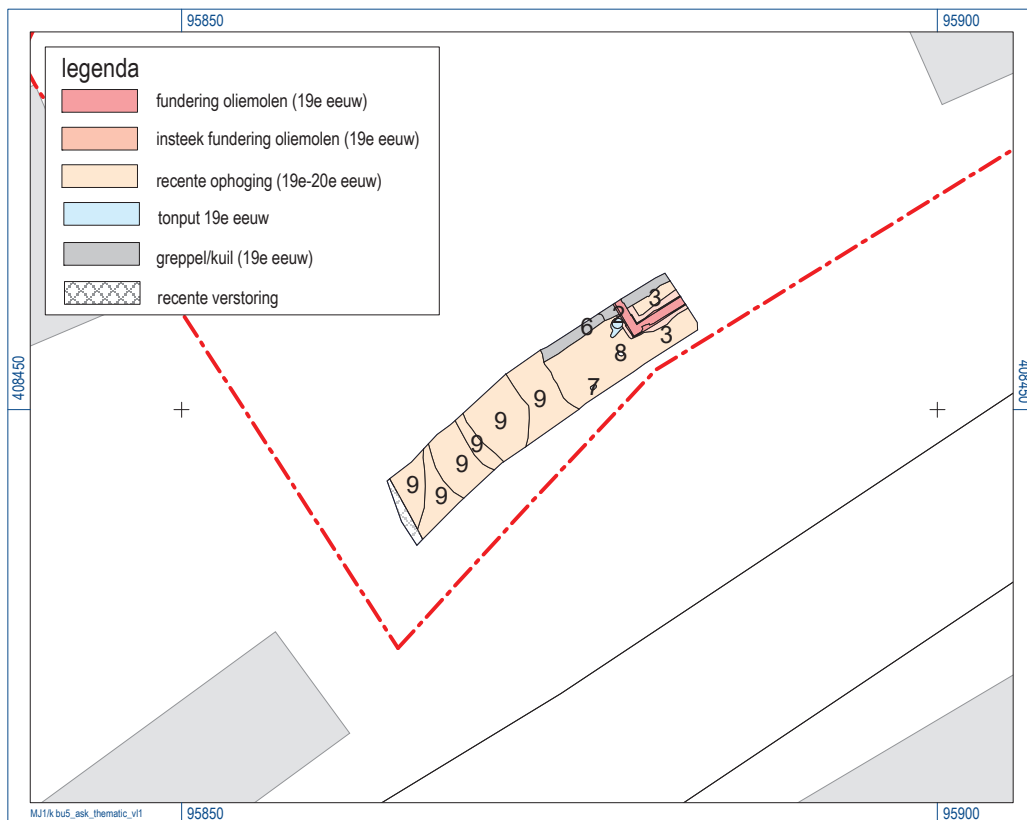 95850
95900
legenda
fundering oliemolen (19e eeuw)
insteek fundering oliemolen (19e eeuw)
recente ophoging (19e-20e eeuw)
tonput 19e eeuw
greppel/kuil (19e eeuw)
recente verstoring
3
2
6
3
8
7
9
9
9
9
9
9
408450
408450
MJ1/k bu5_ask_thematic_vl1
95850
95900